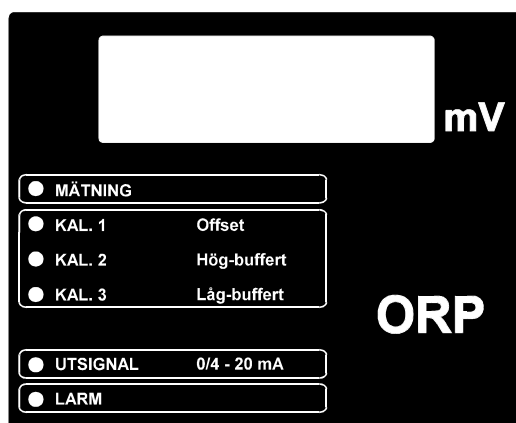 mV
MÄTNING
KAL. 1 Offset
KAL. 2 Hög-buffert
KAL. 3 Låg-buffert
ORP
UTSIGNAL 0/4 - 20 mA
LARM